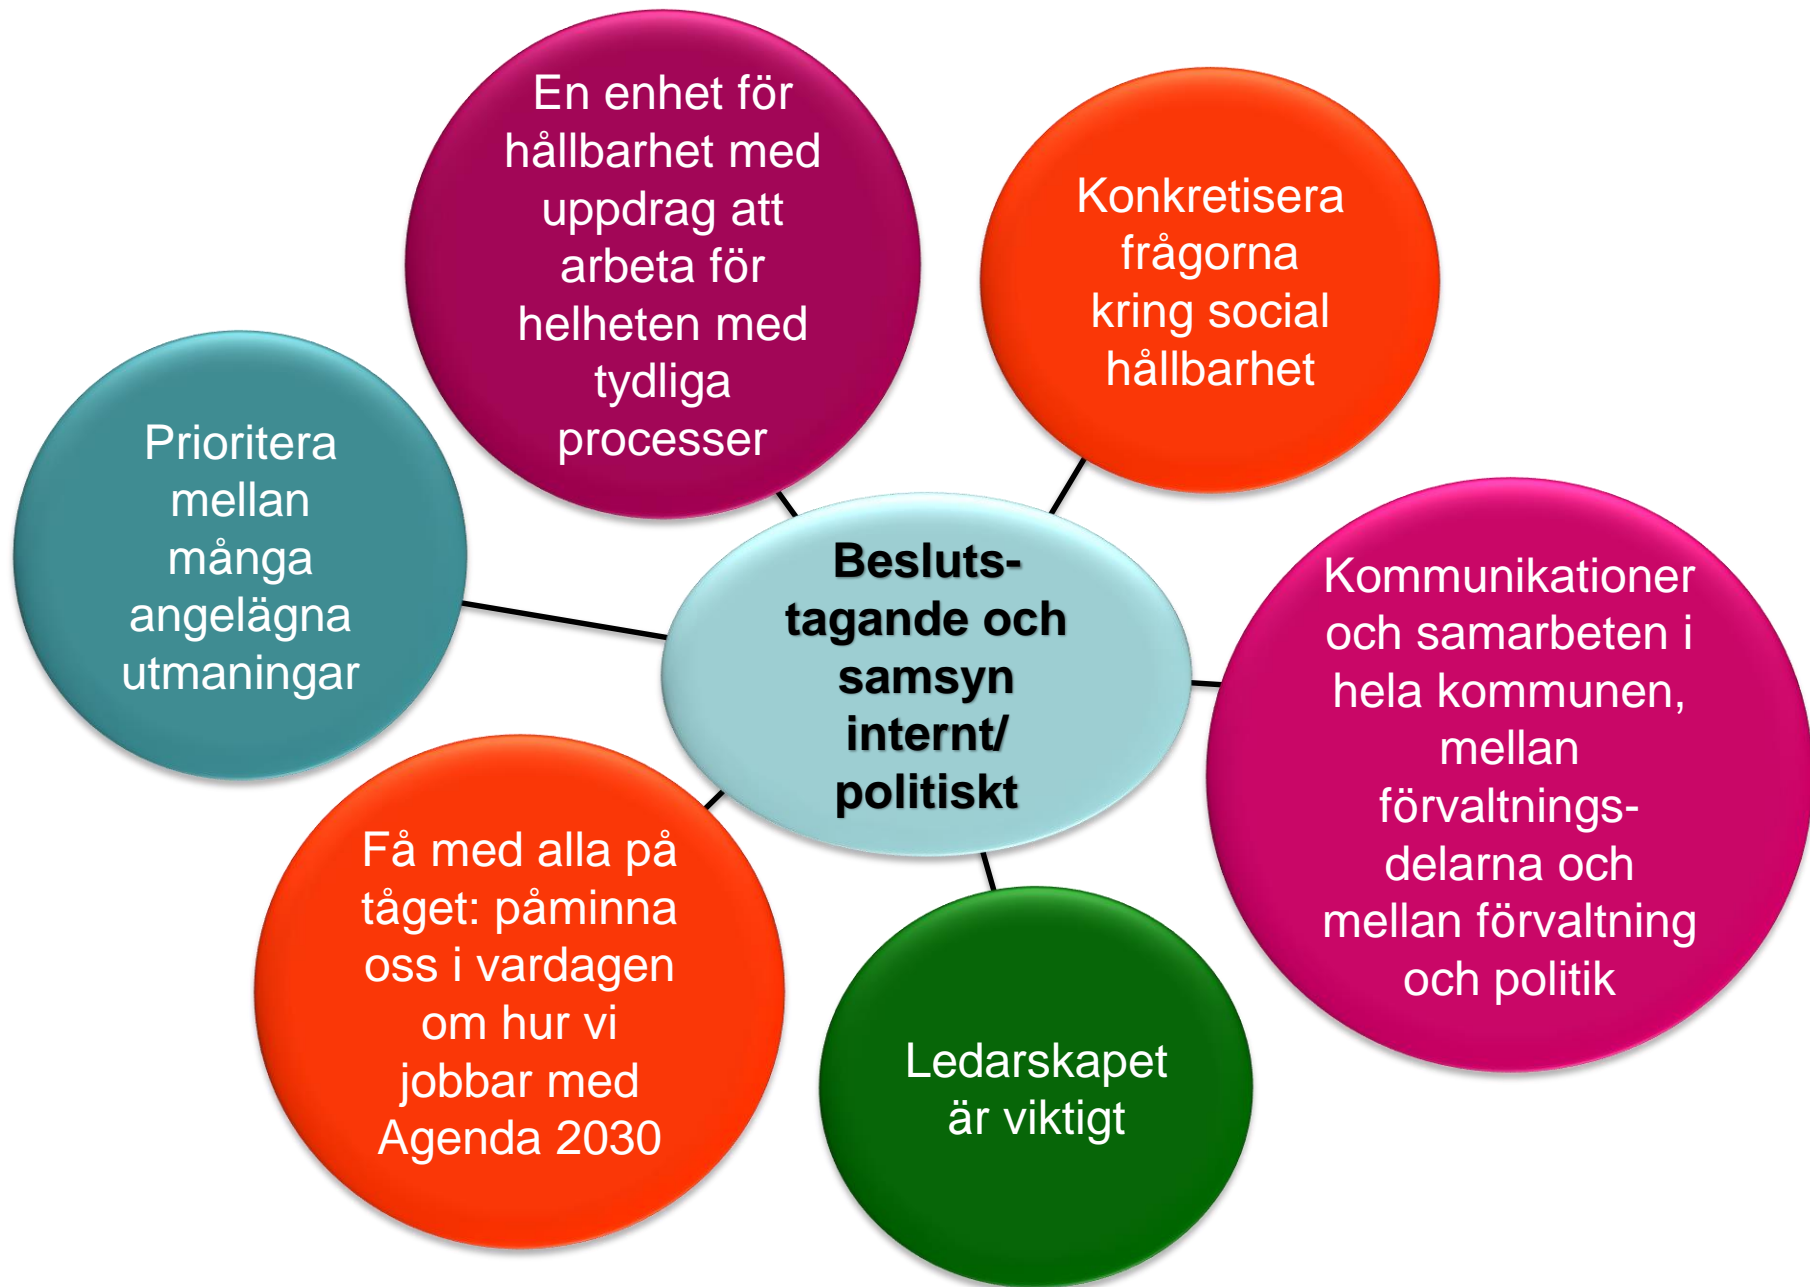 En enhet för
hållbarhet med
uppdrag att
arbeta för
helheten med
tydliga
processer
Konkretisera
frågorna
kring social
hållbarhet
Prioritera
mellan
många
angelägna
utmaningar
Besluts-
tagande och
samsyn
internt/
politiskt
Kommunikationer
och samarbeten i
hela kommunen,
mellan
förvaltnings-
delarna och
mellan förvaltning
och politik
Få med alla på
tåget: påminna
oss i vardagen
om hur vi
jobbar med
Agenda 2030
Ledarskapet
är viktigt